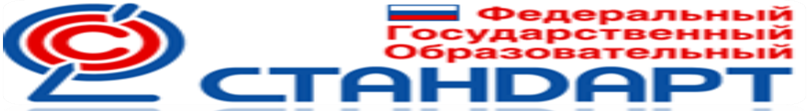 Федеральный
Государственный
Образовательный
СТАНДАРТ